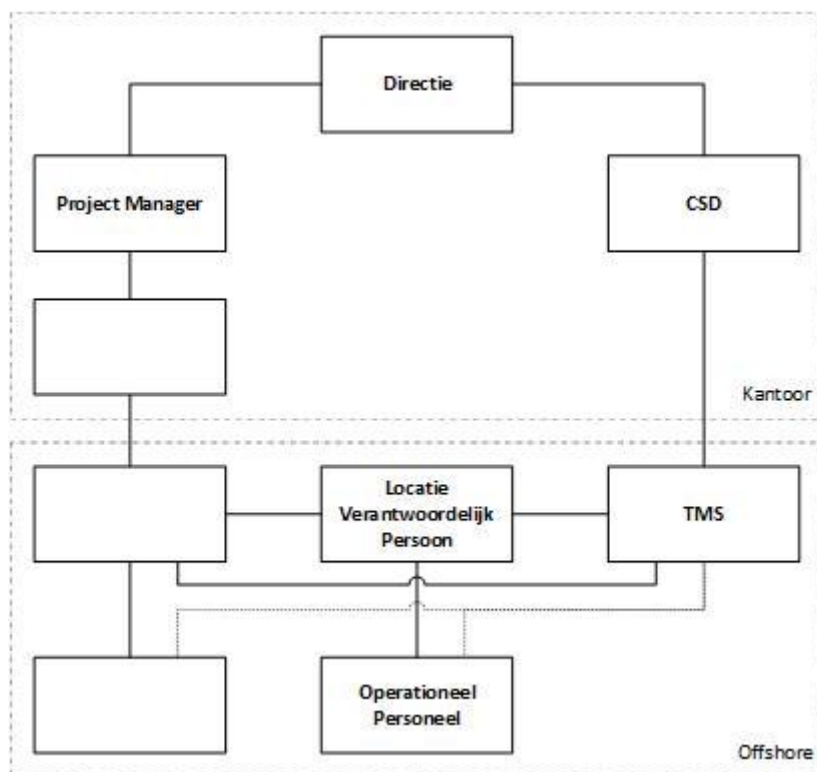 Directie
Project Manager
CSD
Kantoor
Locatie
Verantwoordelijk
Persoon
TMS
Operationeel
Personeel
Offshore